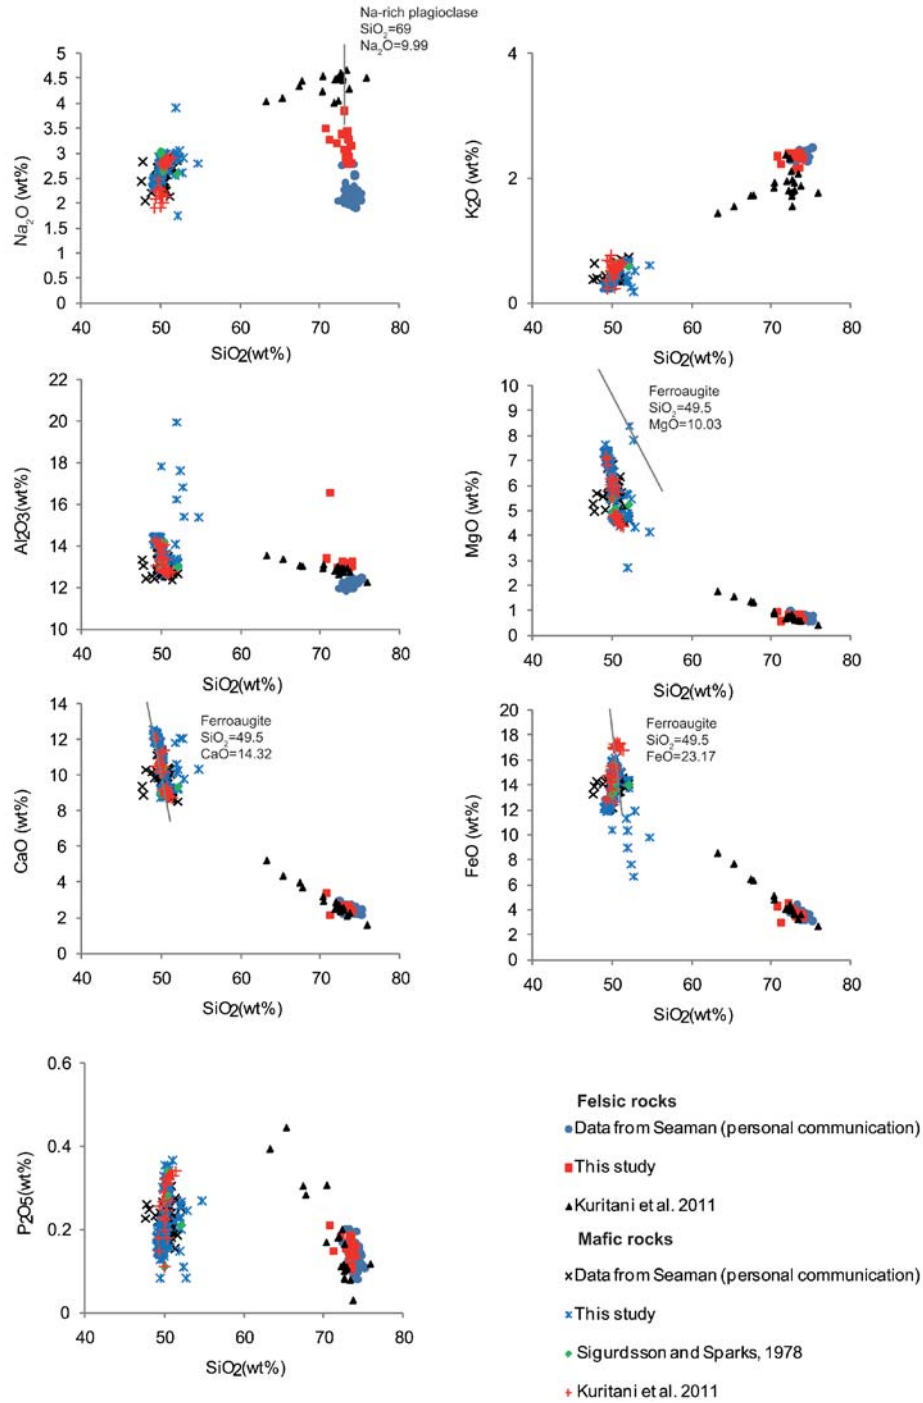 Na-rich plagioclase
SiO2=69
Na2O=9.99
5
4.5
4
3.5
3
2.5
2
1.5
1
0.5
0
Na2O (wt%)
40 50 60 70 80
SiO2(wt%)
4
2
0
K2O (wt%)
40 50 60 70 80
SiO2(wt%)
22
20
18
16
14
12
10
Al2O3(wt%)
40 50 60 70 80
SiO2(wt%)
Ferroaugite
SiO2=49.5
MgO=10.03
10
9
8
7
6
5
4
3
2
1
0
MgO (wt%)
40 50 60 70 80
SiO2(wt%)
Ferroaugite
SiO2=49.5
CaO=14.32
14
12
10
8
6
4
2
0
CaO (wt%)
40 50 60 70 80
SiO2(wt%)
Ferroaugite
SiO2=49.5
FeO=23.17
20
18
16
14
12
10
8
6
4
2
0
FeO (wt%)
40 50 60 70 80
SiO2(wt%)
0.6
0.4
0.2
0
P2O5(wt%)
40 50 60 70 80
SiO2(wt%)
Felsic rocks
Data from Seaman (personal communication)
This study
Kuritani et al. 2011
Mafic rocks
Data from Seaman (personal communication)
This study
Sigurdsson and Sparks, 1978
Kuritani et al. 2011